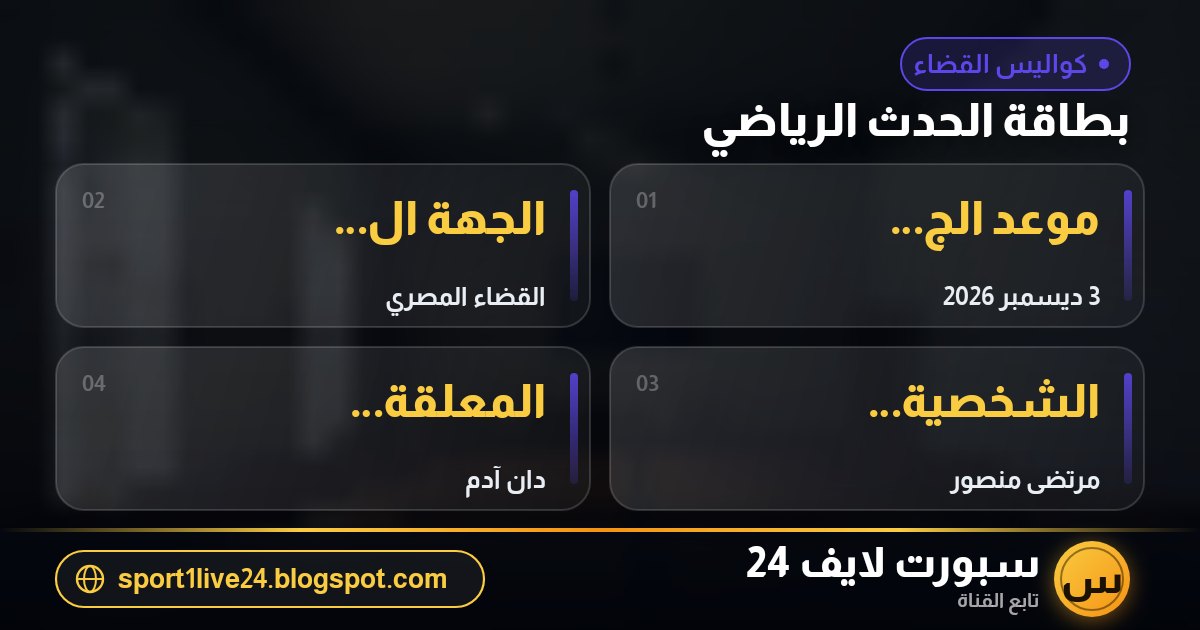 كواليس القضاء
بطاقة الحدث الرياضي
01
موعد الج...
3 ديسمبر 2026
02
الجهة ال...
القضاء المصري
03
الشخصية...
مرتضى منصور
04
المعلقة...
دان آدم
س
سبورت لايف 24
تابع القناة
sport1live24.blogspot.com